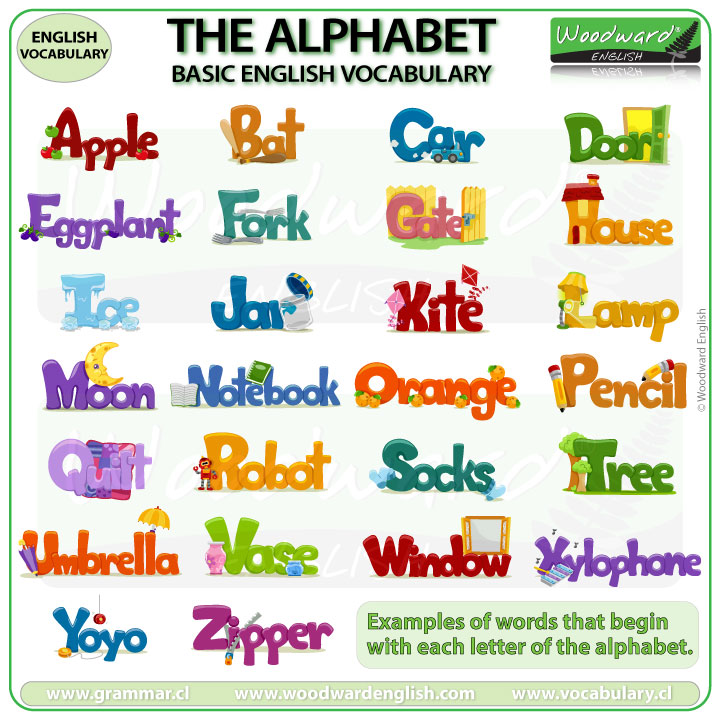 ENGLISH
VOCABULARY
THE ALPHABET
BASIC ENGLISH VOCABULARY
Woodward®
ENGLISH
Apple Bat Car Door
Eggplant Fork Gate House
Ice Jar Kite Lamp
Moon Notebook Orange Pencil
Quilt Robot Socks Tree
Umbrella Vase Window Xylophone
Yoyo Zipper
Examples of words that begin
with each letter of the alphabet.
© Woodward English
Woodward
ENGLISH
Woodward
www.grammar.cl www.woodwardenglish.com www.vocabulary.cl